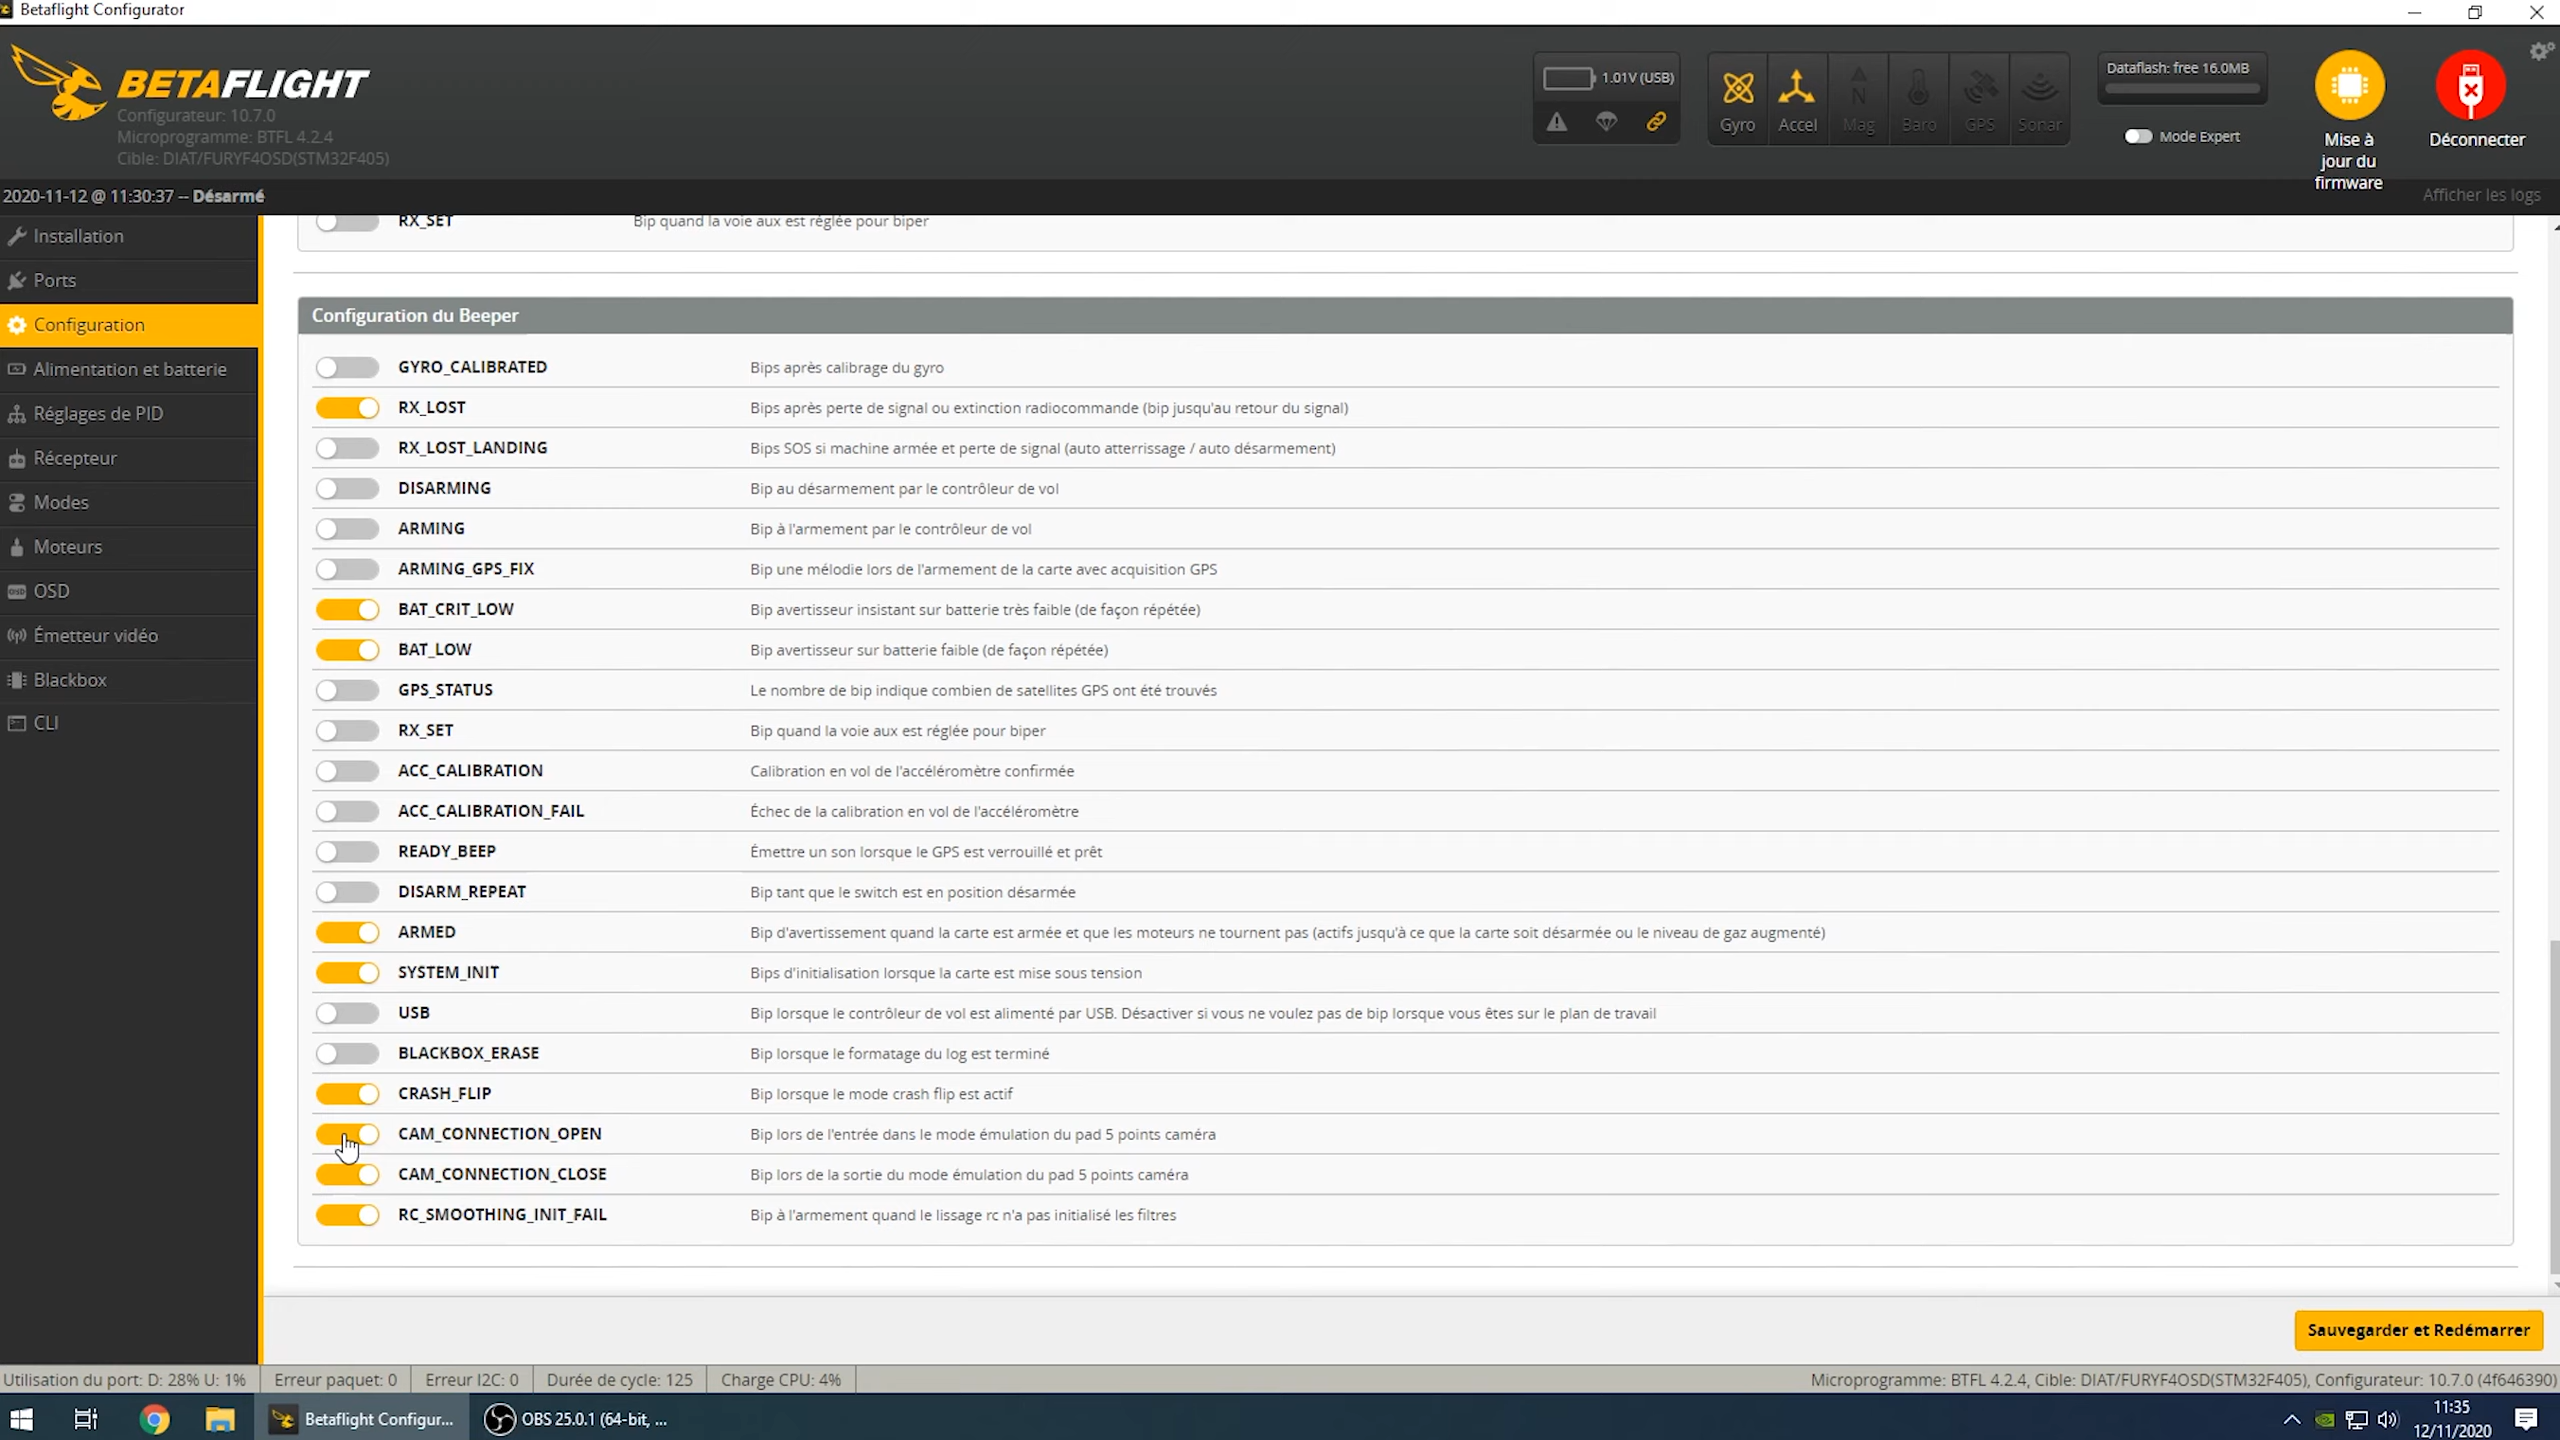 Betaflight Configurator
BETAFLIGHT
Configurateur: 10.7.0
Microprogramme: BTFL 4.2.4
Cible: DIAT/FURYF4OSD(STM32F405)
1.01V (USB)
Gyro
Accel
Mag
Baro
GPS
Sonar
Dataflash: free 16.0MB
Mode Expert
Mise à
jour du
firmware
Déconnecter
2020-11-12 @ 11:30:37 -- Désarmé
Afficher les logs
Installation
Ports
Configuration
Alimentation et batterie
Réglages de PID
Récepteur
Modes
Moteurs
OSD
Émetteur vidéo
Blackbox
CLI
RX_SET Bip quand la voie aux est réglée pour biper
Configuration du Beeper
GYRO_CALIBRATED Bips après calibrage du gyro
RX_LOST Bips après perte de signal ou extinction radiocommande (bip jusqu'au retour du signal)
RX_LOST_LANDING Bips SOS si machine armée et perte de signal (auto atterrissage / auto désarmement)
DISARMING Bip au désarmement par le contrôleur de vol
ARMING Bip à l'armement par le contrôleur de vol
ARMING_GPS_FIX Bip une mélodie lors de l'armement de la carte avec acquisition GPS
BAT_CRIT_LOW Bip avertisseur insistant sur batterie très faible (de façon répétée)
BAT_LOW Bip avertisseur sur batterie faible (de façon répétée)
GPS_STATUS Le nombre de bip indique combien de satellites GPS ont été trouvés
RX_SET Bip quand la voie aux est réglée pour biper
ACC_CALIBRATION Calibration en vol de l'accéléromètre confirmée
ACC_CALIBRATION_FAIL Échec de la calibration en vol de l'accéléromètre
READY_BEEP Émettre un son lorsque le GPS est verrouillé et prêt
DISARM_REPEAT Bip tant que le switch est en position désarmée
ARMED Bip d'avertissement quand la carte est armée et que les moteurs ne tournent pas (actifs jusqu'à ce que la carte soit désarmée ou le niveau de gaz augmenté)
SYSTEM_INIT Bips d'initialisation lorsque la carte est mise sous tension
USB Bip lorsque le contrôleur de vol est alimenté par USB. Désactiver si vous ne voulez pas de bip lorsque vous êtes sur le plan de travail
BLACKBOX_ERASE Bip lorsque le formatage du log est terminé
CRASH_FLIP Bip lorsque le mode crash flip est actif
CAM_CONNECTION_OPEN Bip lors de l'entrée dans le mode émulation du pad 5 points caméra
CAM_CONNECTION_CLOSE Bip lors de la sortie du mode émulation du pad 5 points caméra
RC_SMOOTHING_INIT_FAIL Bip à l'armement quand le lissage rc n'a pas initialisé les filtres
Sauvegarder et Redémarrer
Utilisation du port: D: 28% U: 1% Erreur paquet: 0 Erreur I2C: 0 Durée de cycle: 125 Charge CPU: 4% Microprogramme: BTFL 4.2.4, Cible: DIAT/FURYF4OSD(STM32F405), Configurateur: 10.7.0 (4f646390)
Betaflight Configur...
OBS 25.0.1 (64-bit, ...
11:35
12/11/2020